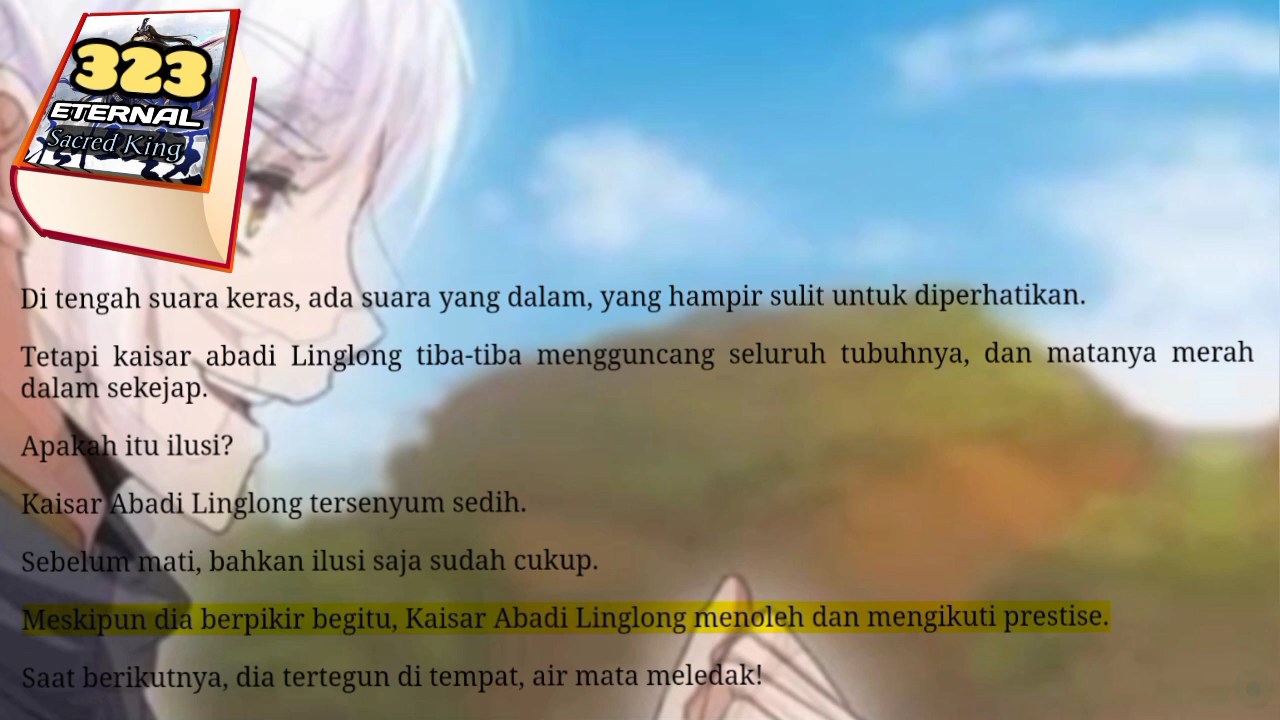 323
ETERNAL
Sacred King
Di tengah suara keras, ada suara yang dalam, yang hampir sulit untuk diperhatikan.
Tetapi kaisar abadi Linglong tiba-tiba mengguncang seluruh tubuhnya, dan matanya merah
dalam sekejap.
Apakah itu ilusi?
Kaisar Abadi Linglong tersenyum sedih.
Sebelum mati, bahkan ilusi saja sudah cukup.
Meskipun dia berpikir begitu, Kaisar Abadi Linglong menoleh dan mengikuti prestise.
Saat berikutnya, dia tertegun di tempat, air mata meledak!